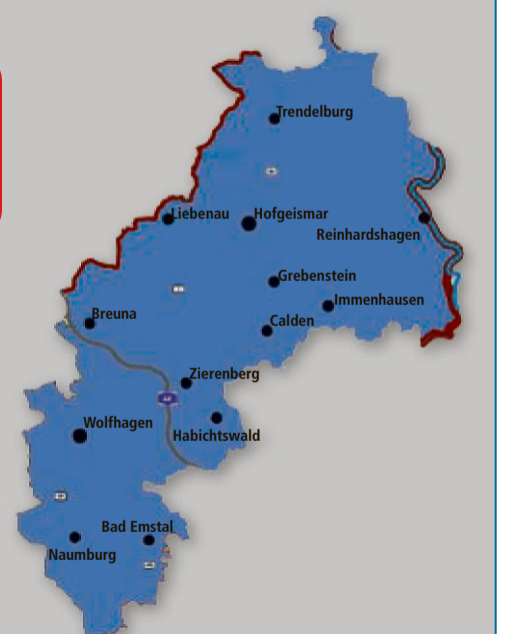 Trendelburg
Liebenau
Hofgeismar
Reinhardshagen
Grebenstein
Immenhausen
Breuna
Calden
Zierenberg
Wolfhagen
Habichtswald
Bad Emstal
Naumburg